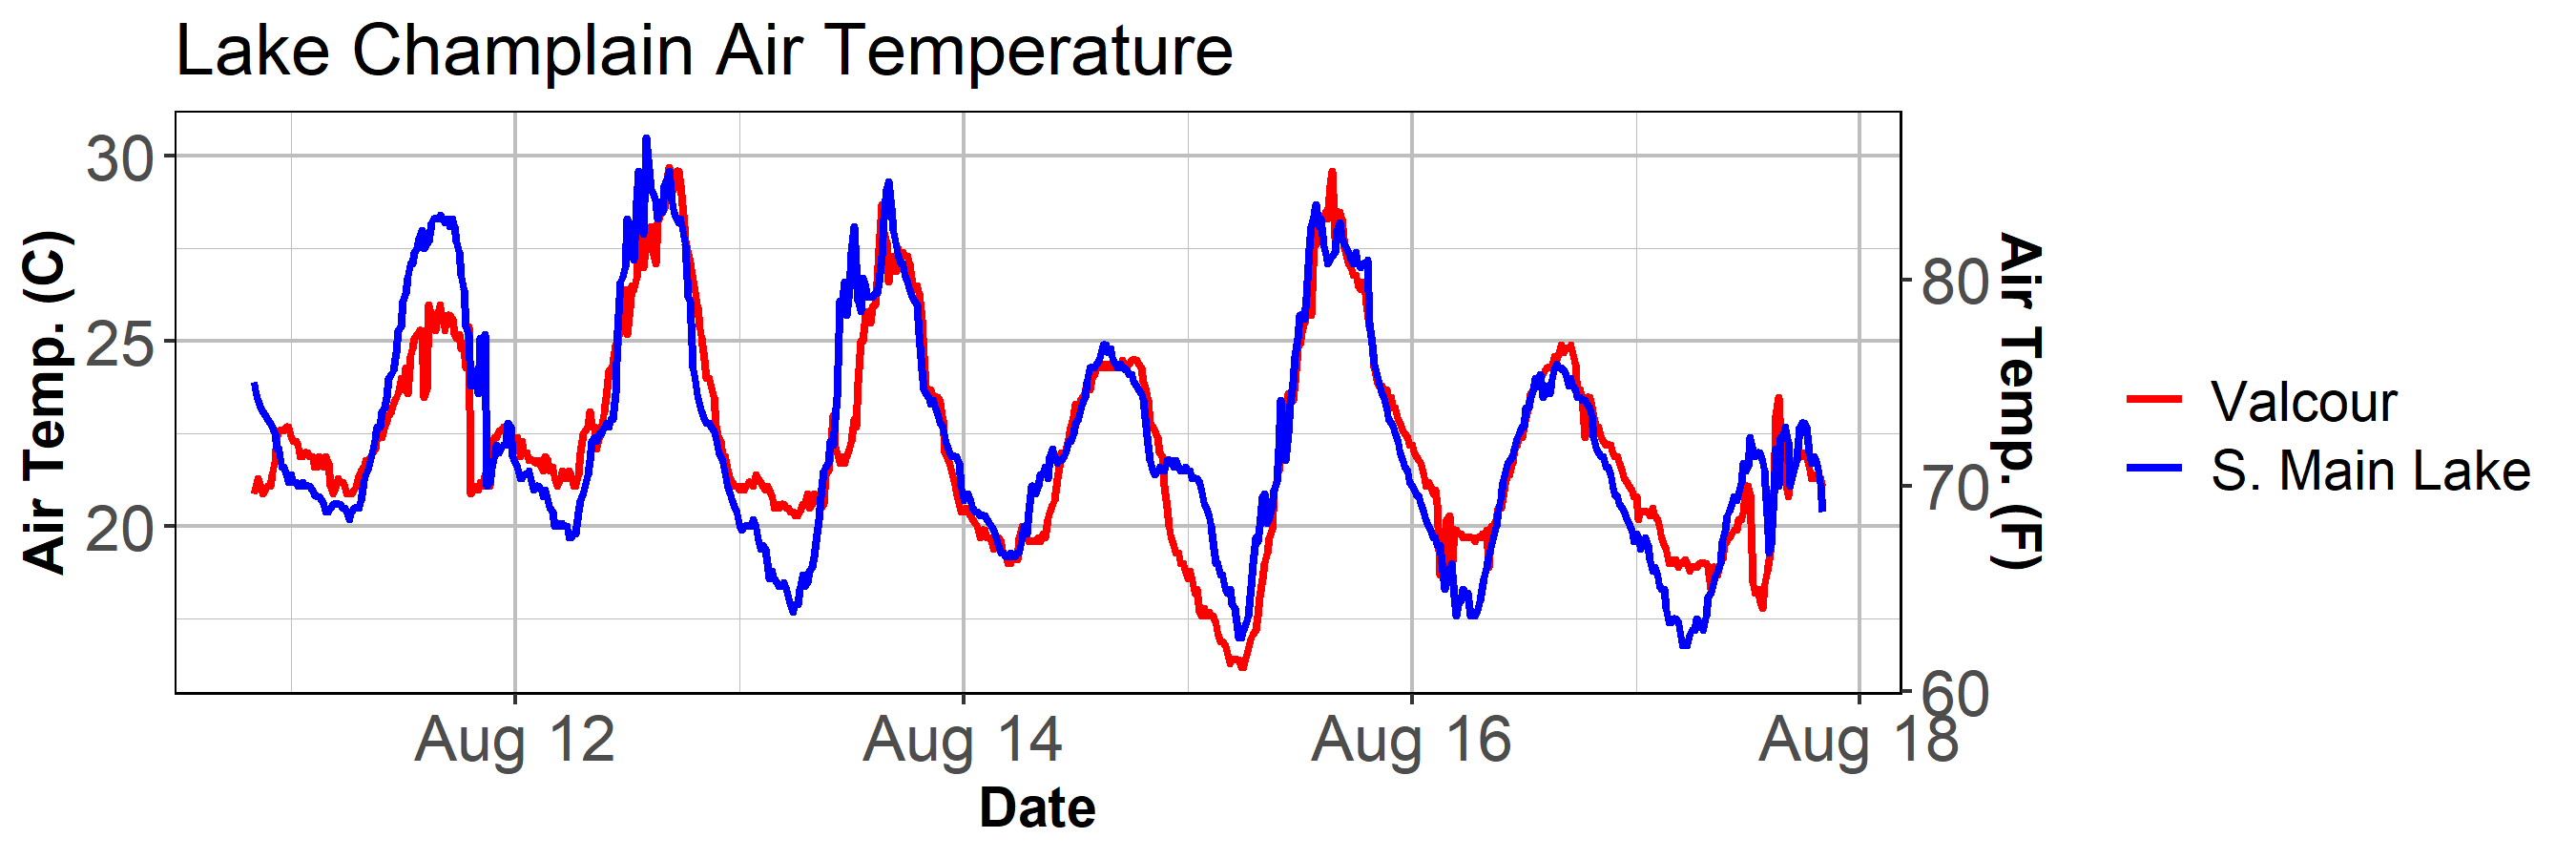 Lake Champlain Air Temperature
Air Temp. (C)
30
25
20
Air Temp. (F)
80
70
60
Aug 12
Aug 14
Aug 16
Aug 18
Date
Valcour
S. Main Lake